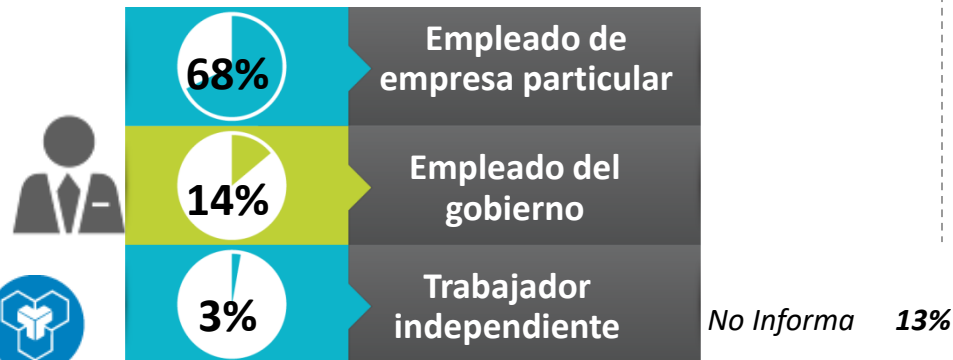 68%
Empleado de
empresa particular
14%
Empleado del
gobierno
3%
Trabajador
independiente
No Informa 13%